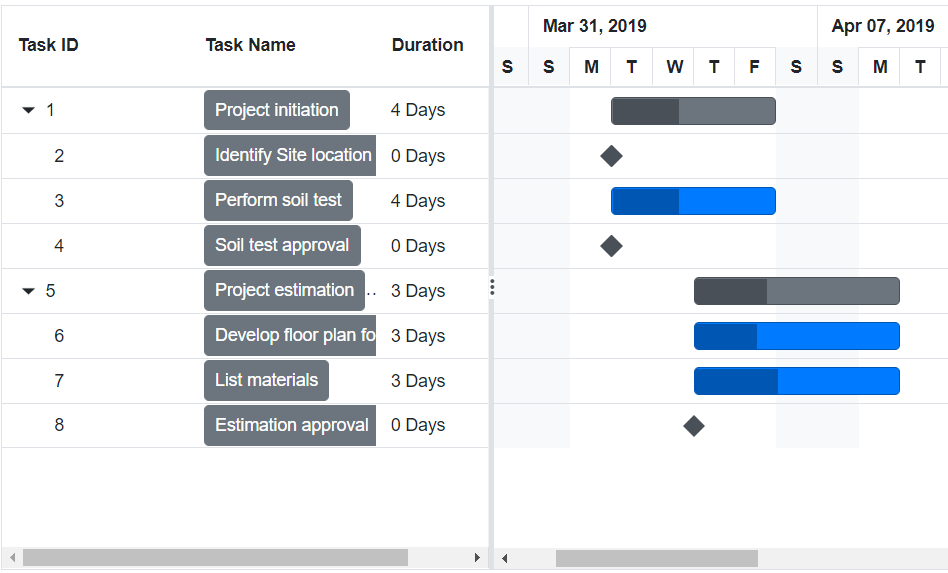 Task ID Task Name Duration Mar 31, 2019 Apr 07, 2019
S S M T W T F S S M T
1 Project initiation 4 Days
2 Identify Site location 0 Days
3 Perform soil test 4 Days
4 Soil test approval 0 Days
5 Project estimation .. 3 Days
6 Develop floor plan fo 3 Days
7 List materials 3 Days
8 Estimation approval 0 Days